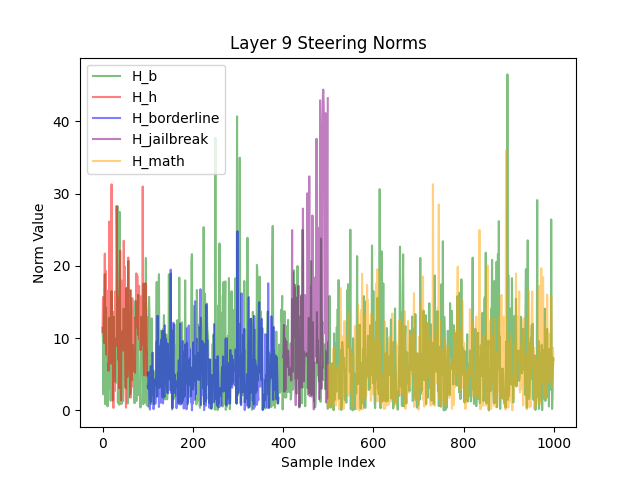 Layer 9 Steering Norms
H_b
H_h
H_borderline
H_jailbreak
H_math
Norm Value
40
30
20
10
0
0 200 400 600 800 1000
Sample Index